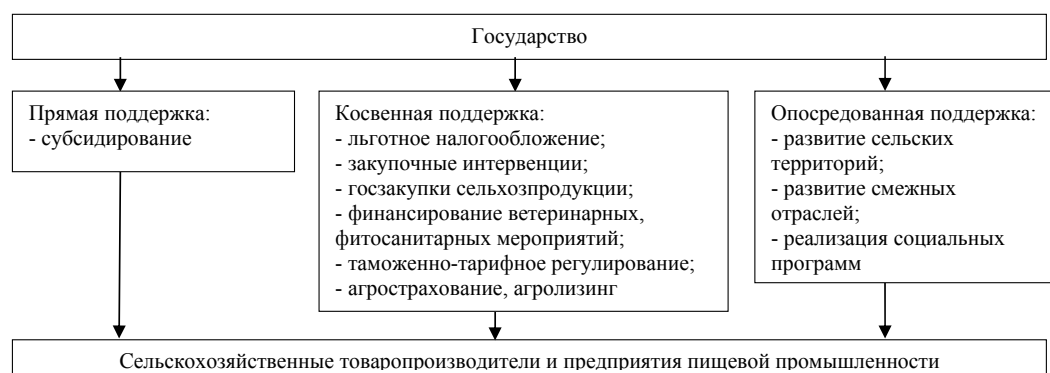 Государство
Прямая поддержка:
- субсидирование
Косвенная поддержка:
- льготное налогообложение;
- закупочные интервенции;
- госзакупки сельхозпродукции;
- финансирование ветеринарных,
фитосанитарных мероприятий;
- таможенно-тарифное регулирование;
- агрострахование, агролизинг
Опосредованная поддержка:
- развитие сельских
территорий;
- развитие смежных
отраслей;
- реализация социальных
программ
Сельскохозяйственные товаропроизводители и предприятия пищевой промышленности